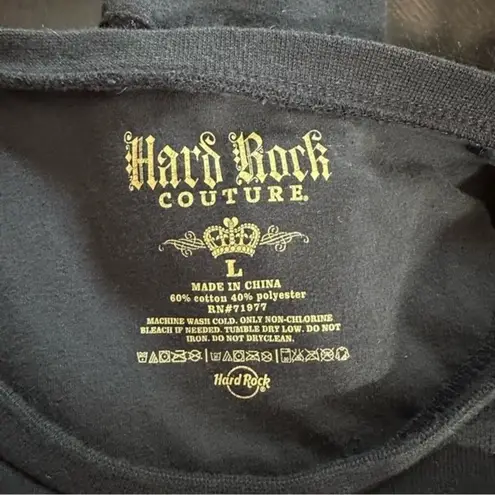 Hard Rock
COUTURE.
L
MADE IN CHINA
60% cotton 40% polyester
RN#71977
MACHINE WASH COLD. ONLY NON-CHLORINE
BLEACH IF NEEDED. TUMBLE DRY LOW. DO NOT
IRON. DO NOT DRYCLEAN.
Hard Rock